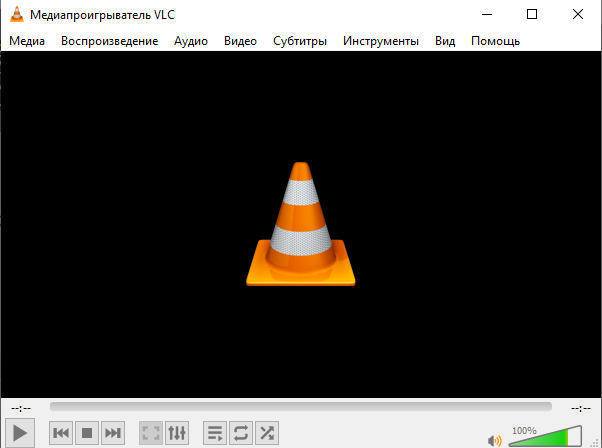 Медиапроигрыватель VLC
Медиа Воспроизведение Аудио Видео Субтитры Инструменты Вид Помощь
--:-- --:--
100%